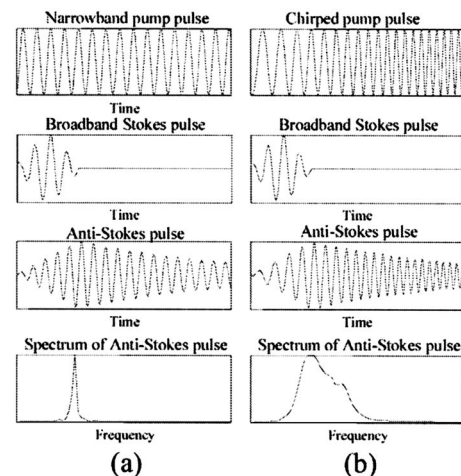 Narrowband pump pulse
Chirped pump pulse
Time
Time
Broadband Stokes pulse
Broadband Stokes pulse
Time
Time
Anti-Stokes pulse
Anti-Stokes pulse
Time
Time
Spectrum of Anti-Stokes pulse
Spectrum of Anti-Stokes pulse
Frequency
Frequency
(a)
(b)